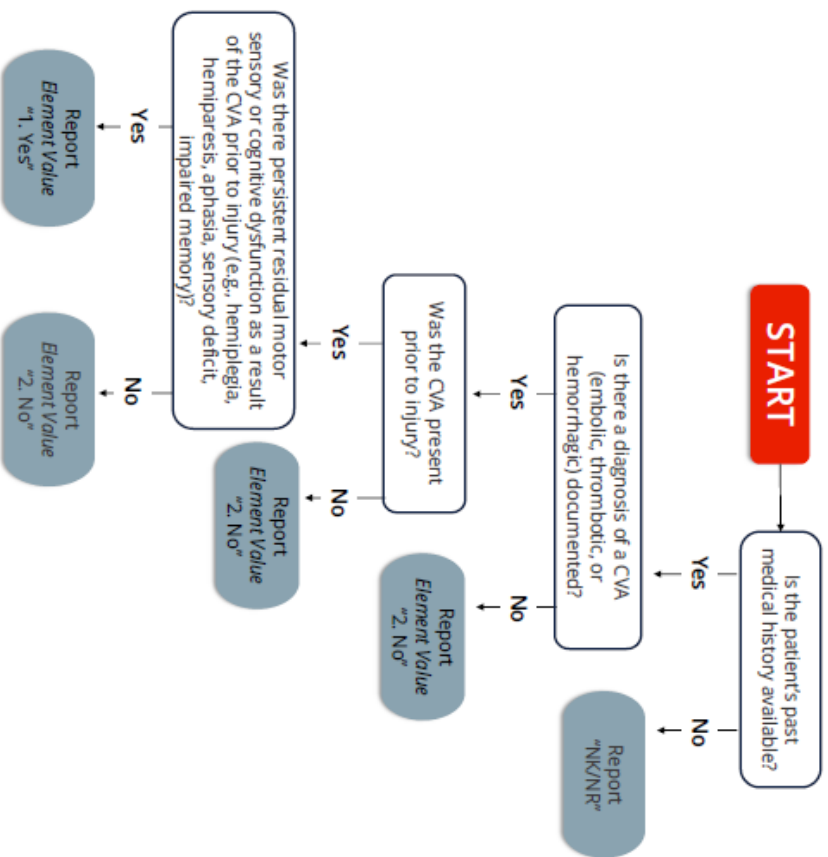 START
Is the patient's past
medical history available?
Yes
No
Report
"NK/NR"
Is there a diagnosis of a CVA
(embolic, thrombotic, or
hemorrhagic) documented?
Yes
No
Report
Element Value
"2. No"
Was the CVA present
prior to injury?
Yes
No
Report
Element Value
"2. No"
Was there persistent residual motor
sensory or cognitive dysfunction as a result
of the CVA prior to injury (e.g., hemiplegia,
hemiparesis, aphasia, sensory deficit,
impaired memory)?
Yes
No
Report
Element Value
"1. Yes"
Report
Element Value
"2. No"